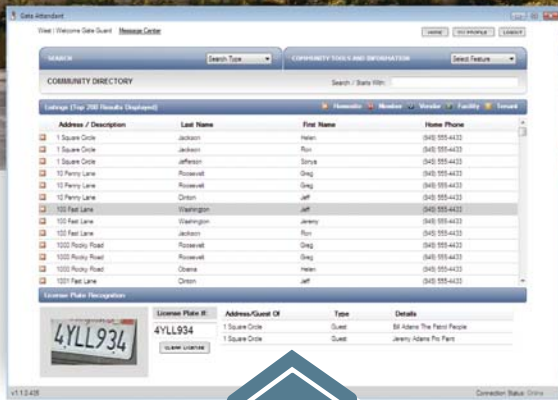 Gate Attendant
West | Welcome Gate Guard Message Center
HOME MY PROFILE LOGOUT
SEARCH Search Type COMMUNITY TOOLS AND INFORMATION Select Feature
COMMUNITY DIRECTORY Search / Starts With:
Listings (Top 200 Results Displayed) Homesite Member Vendor Facility Tenant
Address / Description Last Name First Name Home Phone
1 Square Circle Jackson Helen (949) 555-4433
1 Square Circle Jackson Ron (949) 555-4433
1 Square Circle Jefferson Sonya (949) 555-4433
10 Penny Lane Roosevelt Greg (949) 555-4433
10 Penny Lane Roosevelt Greg (949) 555-4433
10 Penny Lane Clinton Jeff (949) 555-4433
100 Fast Lane Washington Jeff (949) 555-4433
100 Fast Lane Washington Jeremy (949) 555-4433
100 Fast Lane Jackson Ron (949) 555-4433
1000 Rocky Road Roosevelt Greg (949) 555-4433
1000 Rocky Road Roosevelt Greg (949) 555-4433
1000 Rocky Road Obama Helen (949) 555-4433
1001 Fast Lane Clinton Jeff (949) 555-4433
License Plate Recognition
4YLL934
License Plate #: Address/Guest Of Type Details
4YLL934 1 Square Circle Guest Bill Adams The Patrol People
CLEAR LICENSE 1 Square Circle Guest Jeremy Adams Pro Paint
v1.1.3.408 Connection Status: Online